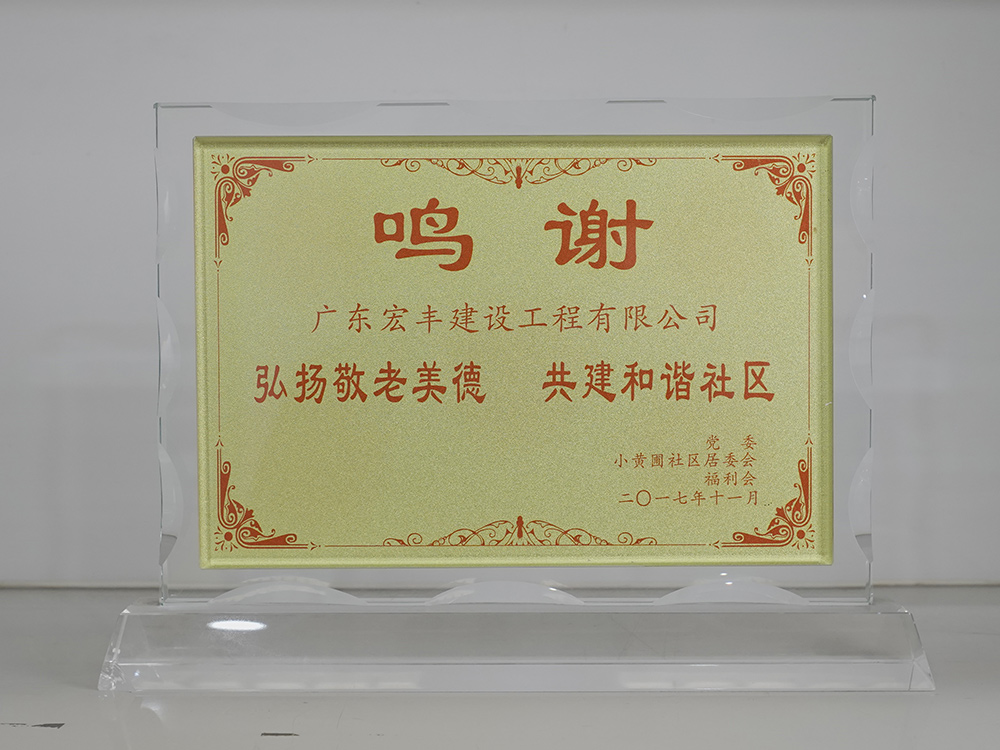 鸣 谢
广东宏丰建设工程有限公司
弘扬敬老美德 共建和谐社区
党 委
小黄圃社区居委会
福利会
二〇一七年十一月